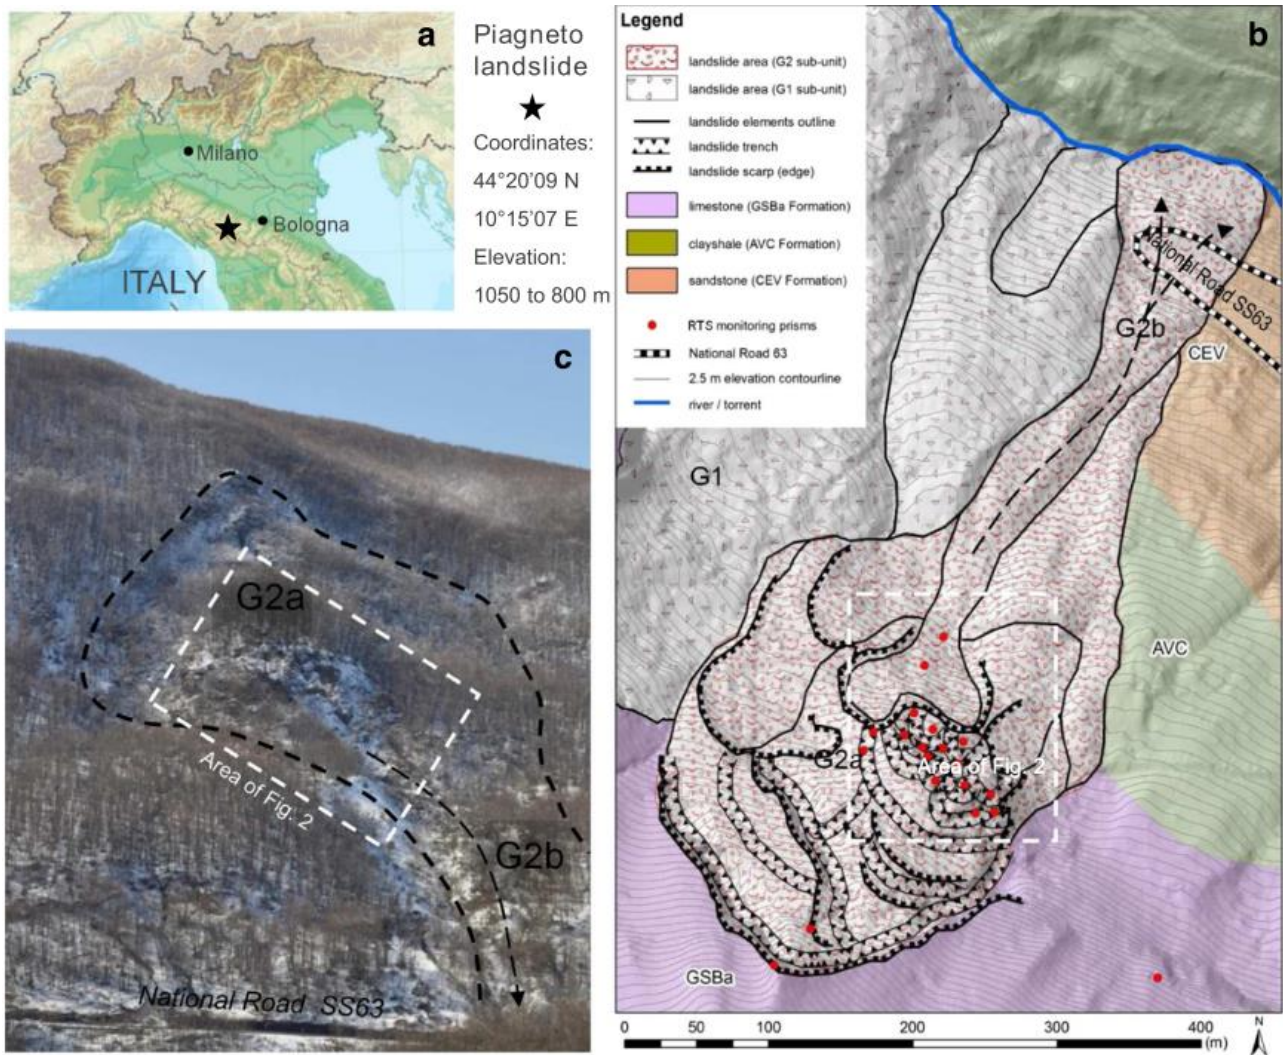 a
Milano
Bologna
ITALY
Piagneto
landslide
Coordinates:
44°20'09 N
10°15'07 E
Elevation:
1050 to 800 m
b
Legend
landslide area (G2 sub-unit)
landslide area (G1 sub-unit)
landslide elements outline
landslide trench
landslide scarp (edge)
limestone (GSBa Formation)
clayshale (AVC Formation)
sandstone (CEV Formation)
RTS monitoring prisms
National Road 63
2.5 m elevation contourline
river / torrent
National Road SS63
G2b
CEV
G1
AVC
G2a
Area of Fig. 2
GSBa
0 50 100 200 300 400
(m)
N
c
G2a
Area of Fig. 2
G2b
National Road SS63